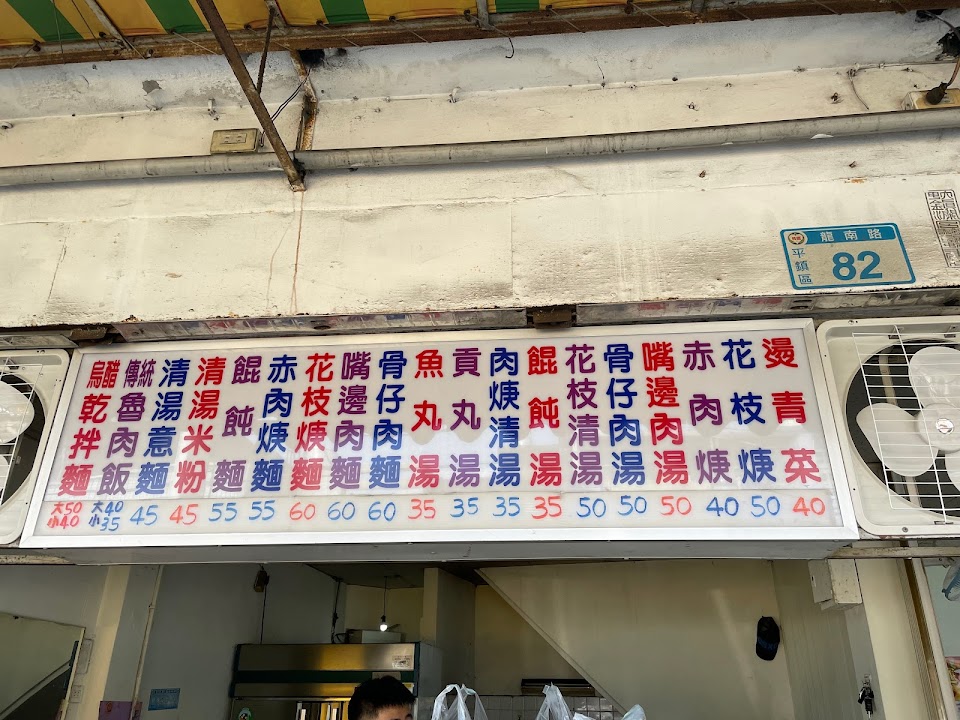 龍南路
平鎮區
82
烏醋乾拌麵 大50 小40
傳統魯肉飯 大40 小35
清湯意麵 45
清湯米粉 45
餛飩麵 55
赤肉焿麵 55
花枝焿麵 60
嘴邊肉麵 60
骨仔肉麵 60
魚丸湯 35
貢丸湯 35
肉焿清湯 35
餛飩湯 35
花枝清湯 50
骨仔肉湯 50
嘴邊肉湯 50
赤肉焿 40
花枝焿 50
燙青菜 40